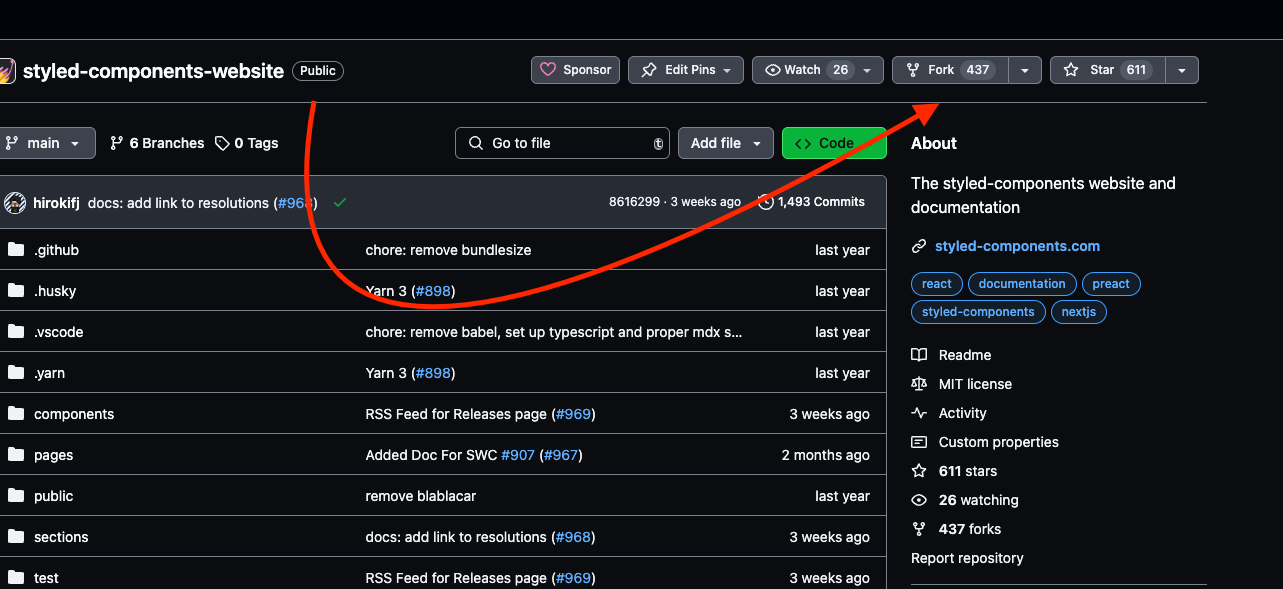 styled-components-website Public Sponsor Edit Pins Watch 26 Fork 437 Star 611
main 6 Branches 0 Tags Go to file t Add file <> Code
hirokifj docs: add link to resolutions (#968) 8616299 · 3 weeks ago 1,493 Commits
.github chore: remove bundlesize last year
.husky Yarn 3 (#898) last year
.vscode chore: remove babel, set up typescript and proper mdx s... last year
.yarn Yarn 3 (#898) last year
components RSS Feed for Releases page (#969) 3 weeks ago
pages Added Doc For SWC #907 (#967) 2 months ago
public remove blablacar last year
sections docs: add link to resolutions (#968) 3 weeks ago
test RSS Feed for Releases page (#969) 3 weeks ago
About
The styled-components website and
documentation
styled-components.com
react documentation preact
styled-components nextjs
Readme
MIT license
Activity
Custom properties
611 stars
26 watching
437 forks
Report repository